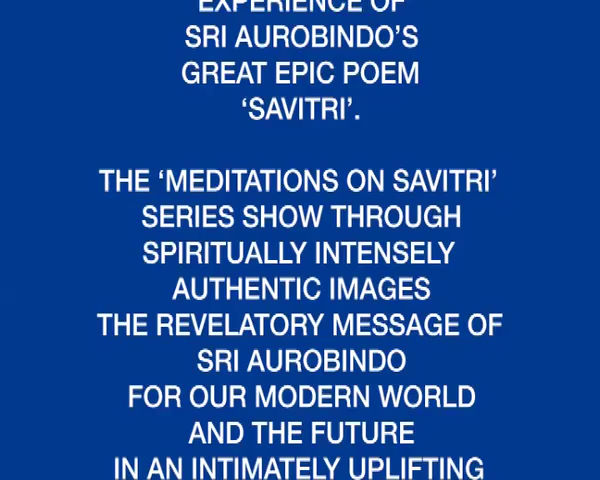 EXPERIENCE OF
SRI AUROBINDO’S
GREAT EPIC POEM
‘SAVITRI’.
THE ‘MEDITATIONS ON SAVITRI’
SERIES SHOW THROUGH
SPIRITUALLY INTENSELY
AUTHENTIC IMAGES
THE REVELATORY MESSAGE OF
SRI AUROBINDO
FOR OUR MODERN WORLD
AND THE FUTURE
IN AN INTIMATELY UPLIFTING